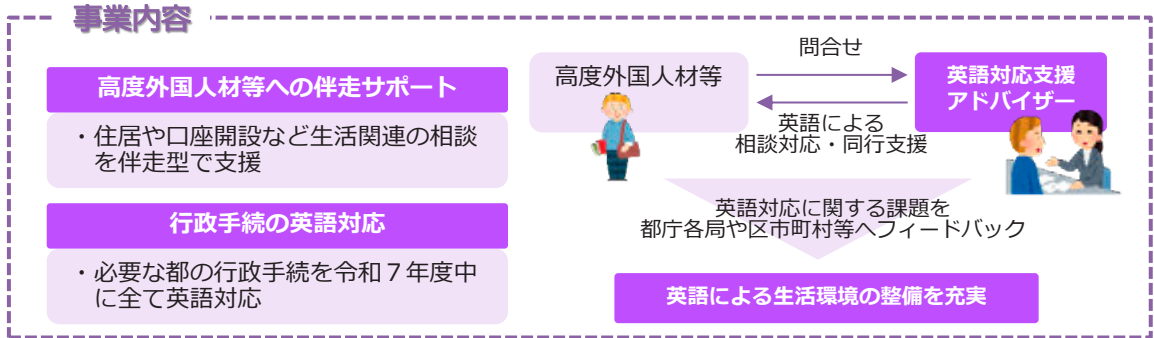 事業内容
高度外国人材等への伴走サポート
・住居や口座開設など生活関連の相談
を伴走型で支援
行政手続の英語対応
・必要な都の行政手続を令和７年度中
に全て英語対応
高度外国人材等
問合せ
英語による
相談対応・同行支援
英語対応支援
アドバイザー
英語対応に関する課題を
都庁各局や区市町村等へフィードバック
英語による生活環境の整備を充実